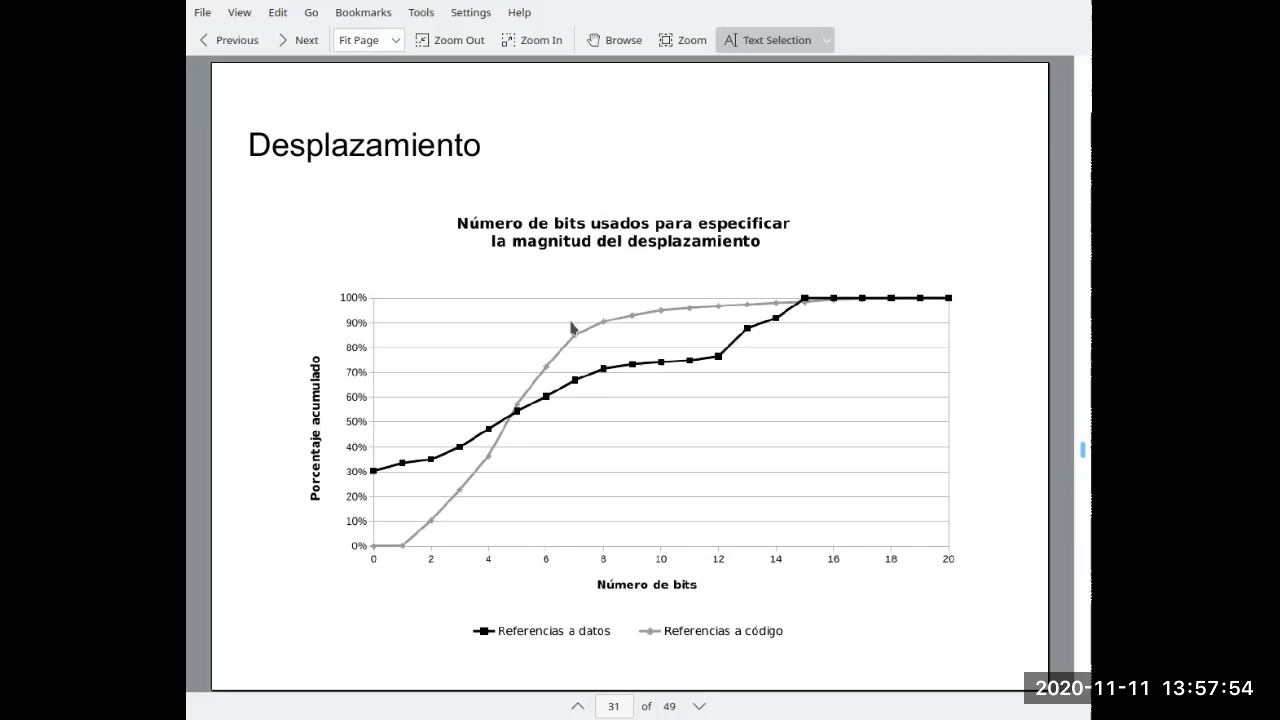 File View Edit Go Bookmarks Tools Settings Help
Previous Next Fit Page Zoom Out Zoom In Browse Zoom Text Selection
Desplazamiento
Número de bits usados para especificar
la magnitud del desplazamiento
100%
90%
80%
70%
60%
50%
40%
30%
20%
10%
0%
Porcentaje acumulado
0 2 4 6 8 10 12 14 16 18 20
Número de bits
Referencias a datos Referencias a código
2020-11-11 13:57:54
31 of 49